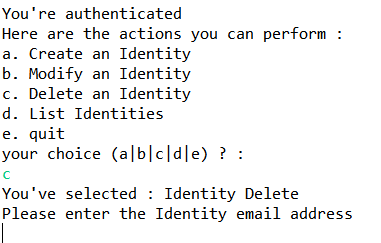 You're authenticated
Here are the actions you can perform :
a. Create an Identity
b. Modify an Identity
c. Delete an Identity
d. List Identities
e. quit
your choice (a|b|c|d|e) ? :
c
You've selected : Identity Delete
Please enter the Identity email address